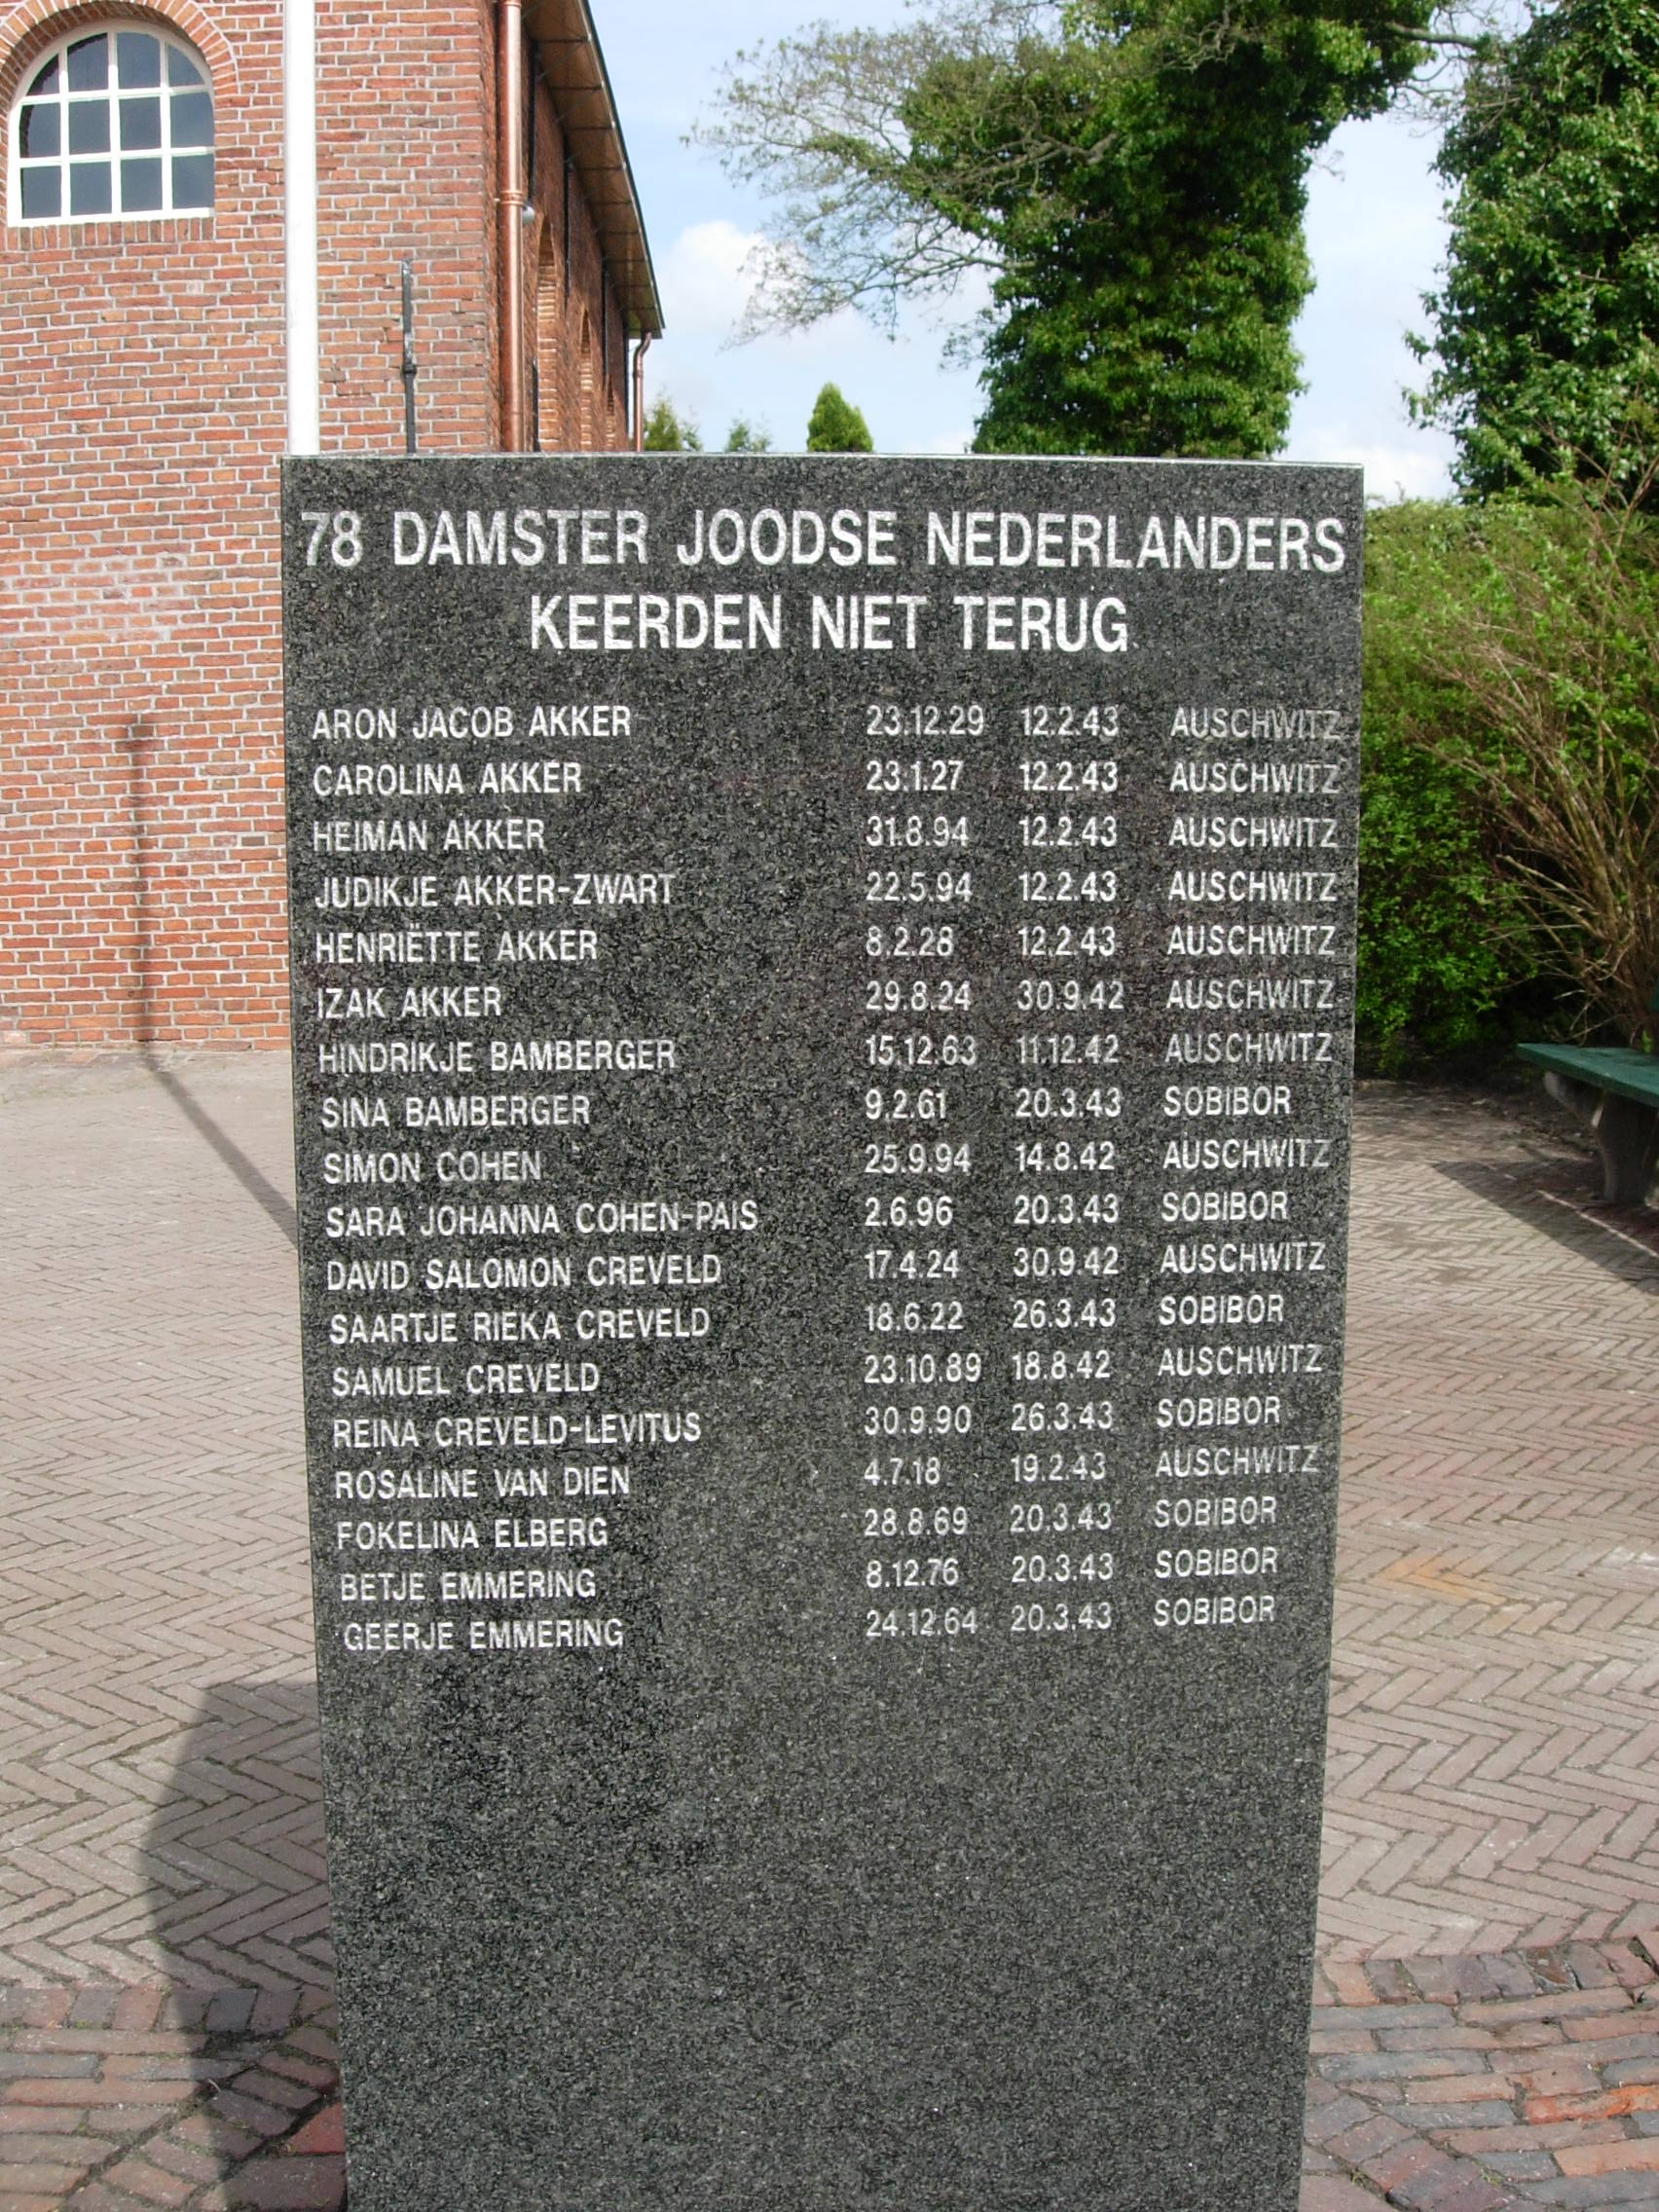 78 DAMSTER JOODSE NEDERLANDERS
KEERDEN NIET TERUG
ARON JACOB AKKER 23.12.29 12.2.43 AUSCHWITZ
CAROLINA AKKER 23.1.27 12.2.43 AUSCHWITZ
HEIMAN AKKER 31.8.94 12.2.43 AUSCHWITZ
JUDIKJE AKKER-ZWART 22.5.94 12.2.43 AUSCHWITZ
HENRIËTTE AKKER 8.2.28 12.2.43 AUSCHWITZ
IZAK AKKER 29.8.24 30.9.42 AUSCHWITZ
HINDRIKJE BAMBERGER 15.12.63 11.12.42 AUSCHWITZ
SINA BAMBERGER 9.2.61 20.3.43 SOBIBOR
SIMON COHEN 25.9.94 14.8.42 AUSCHWITZ
SARA JOHANNA COHEN-PAIS 2.6.96 20.3.43 SOBIBOR
DAVID SALOMON CREVELD 17.4.24 30.9.42 AUSCHWITZ
SAARTJE RIEKA CREVELD 18.6.22 26.3.43 SOBIBOR
SAMUEL CREVELD 23.10.89 18.8.42 AUSCHWITZ
REINA CREVELD-LEVITUS 30.9.90 26.3.43 SOBIBOR
ROSALINE VAN DIEN 4.7.18 19.2.43 AUSCHWITZ
FOKELINA ELBERG 28.8.69 20.3.43 SOBIBOR
BETJE EMMERING 8.12.76 20.3.43 SOBIBOR
GEERJE EMMERING 24.12.64 20.3.43 SOBIBOR